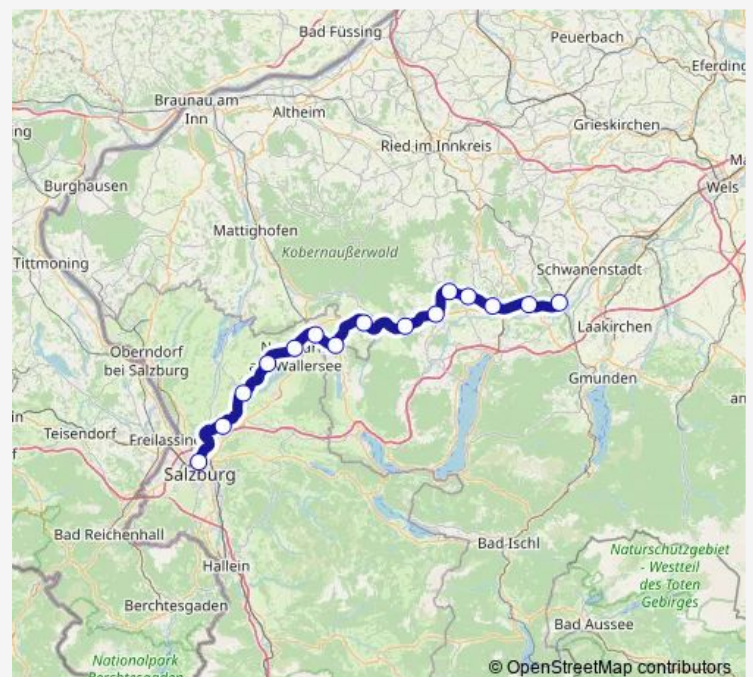 Bad Füssing
Peuerbach
Eferding
Braunau am
Inn
Altheim
Grieskirchen
Ried im Innkreis
Burghausen
Wels
Mattighofen
Kobernaußerwald
Tittmoning
Schwanenstadt
Laakirchen
Oberndorf
bei Salzburg
Wallersee
Gmunden
Teisendorf
Freilassin
Salzburg
Bad Reichenhall
Bad Ischl
Hallein
Naturschutzgebiet
- Westteil
des Toten
Gebirges
Berchtesgaden
Bad Aussee
Nationalpark
Berchtesgaden
© OpenStreetMap contributors